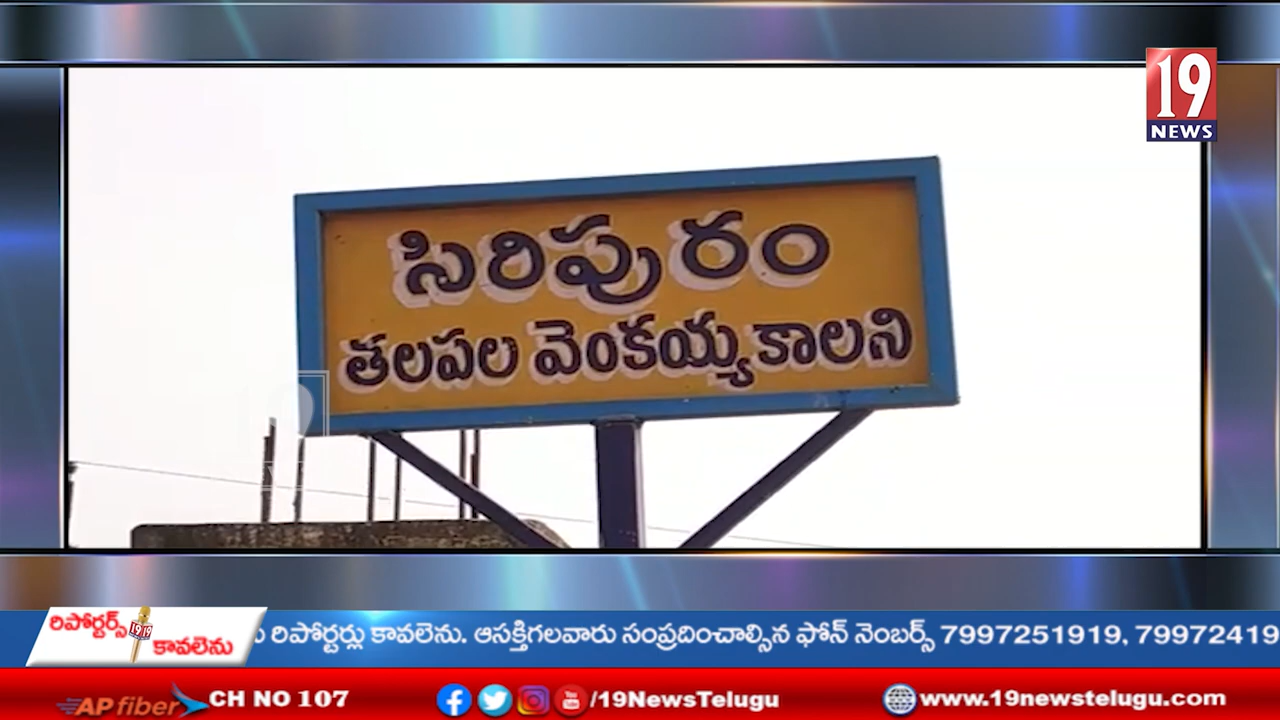 19
NEWS
సిరిపురం
తలపల వెంకయ్య కాలని
రిపోర్టర్స్
కావలెను
రిపోర్టర్లు కావలెను. ఆసక్తిగలవారు సంప్రదించాల్సిన ఫోన్ నెంబర్స్ 7997251919, 79972419
AP fiber CH NO 107 /19NewsTelugu www.19newstelugu.com